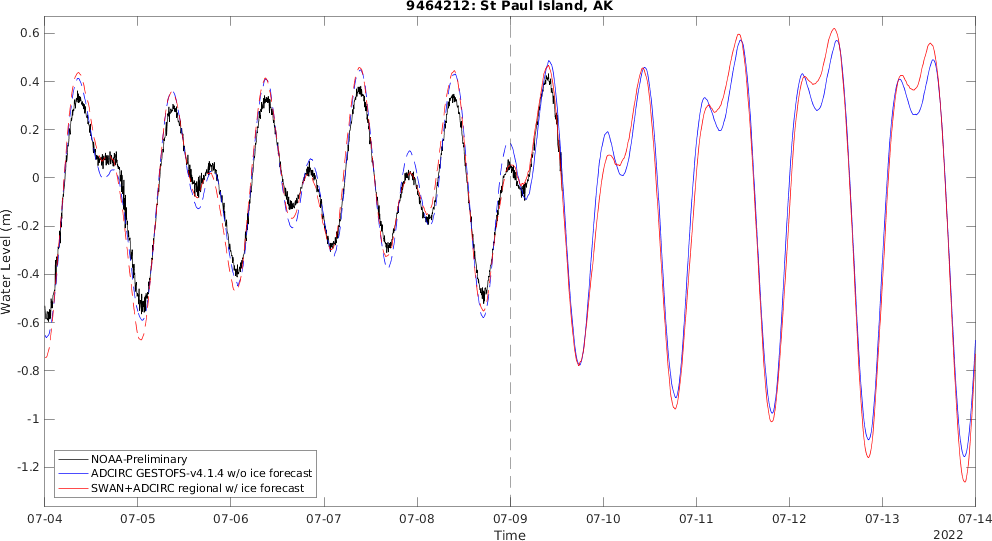 9464212: St Paul Island, AK
0.6
0.4
0.2
0
-0.2
-0.4
-0.6
-0.8
-1
-1.2
Water Level (m)
NOAA-Preliminary
ADCIRC GESTOFS-v4.1.4 w/o ice forecast
SWAN+ADCIRC regional w/ ice forecast
07-04 07-05 07-06 07-07 07-08 07-09 07-10 07-11 07-12 07-13 07-14
Time
2022